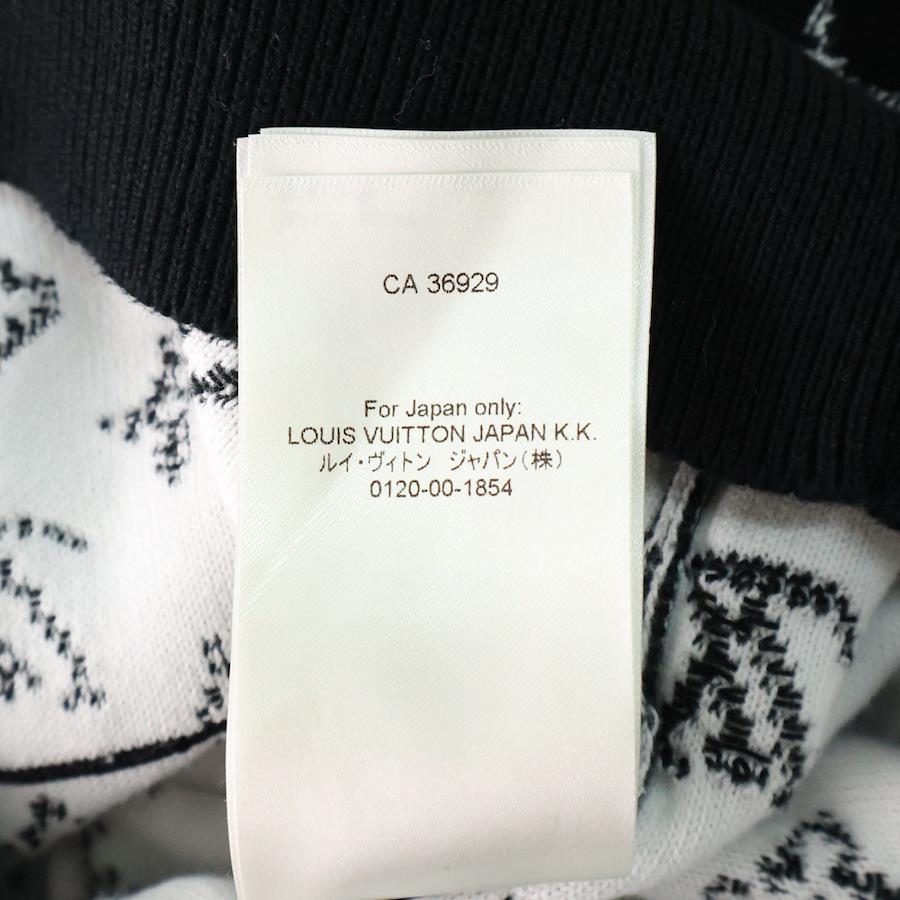 CA 36929
For Japan only:
LOUIS VUITTON JAPAN K.K.
ルイ・ヴィトン ジャパン(株)
0120-00-1854